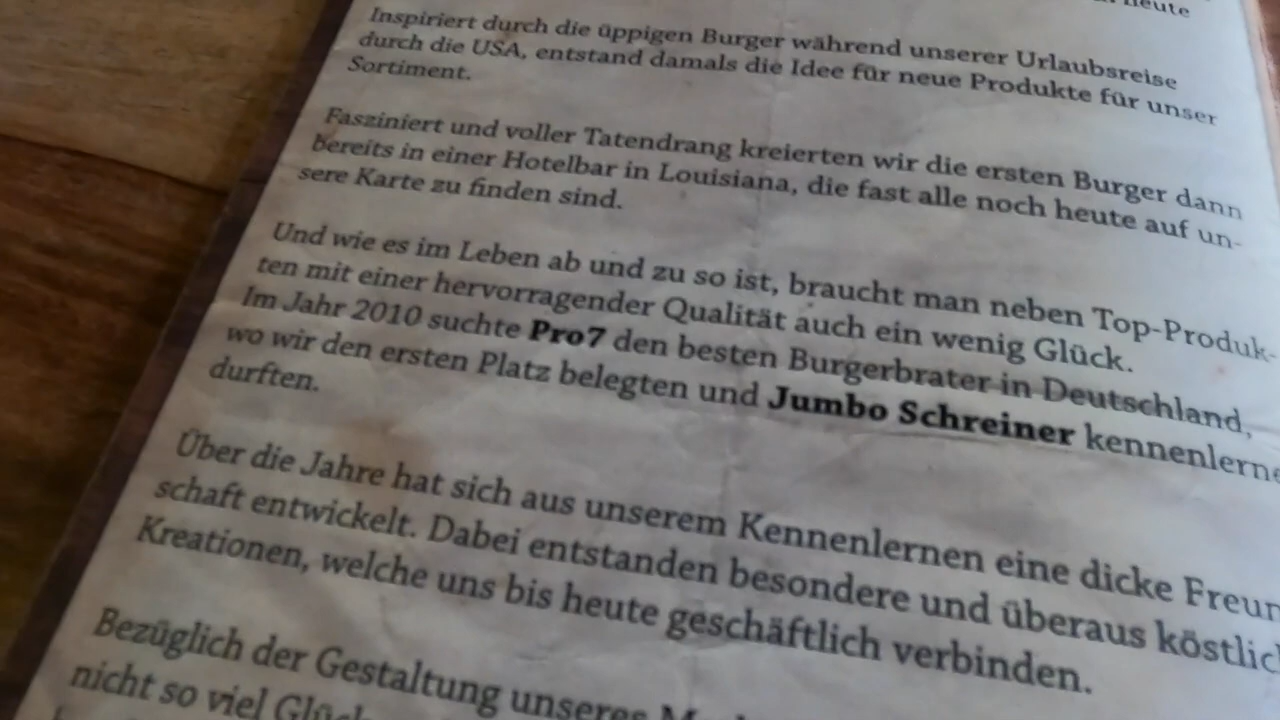 heute
Inspiriert durch die üppigen Burger während unserer Urlaubsreise
durch die USA, entstand damals die Idee für neue Produkte für unser
Sortiment.
Fasziniert und voller Tatendrang kreierten wir die ersten Burger dann
bereits in einer Hotelbar in Louisiana, die fast alle noch heute auf un-
sere Karte zu finden sind.
Und wie es im Leben ab und zu so ist, braucht man neben Top-Produk-
ten mit einer hervorragender Qualität auch ein wenig Glück.
Im Jahr 2010 suchte Pro7 den besten Burgerbrater in Deutschland,
wo wir den ersten Platz belegten und Jumbo Schreiner kennenlerne
durften.
Über die Jahre hat sich aus unserem Kennenlernen eine dicke Freun
schaft entwickelt. Dabei entstanden besondere und überaus köstlic
Kreationen, welche uns bis heute geschäftlich verbinden.
Bezüglich der Gestaltung unseres
nicht so viel Glück